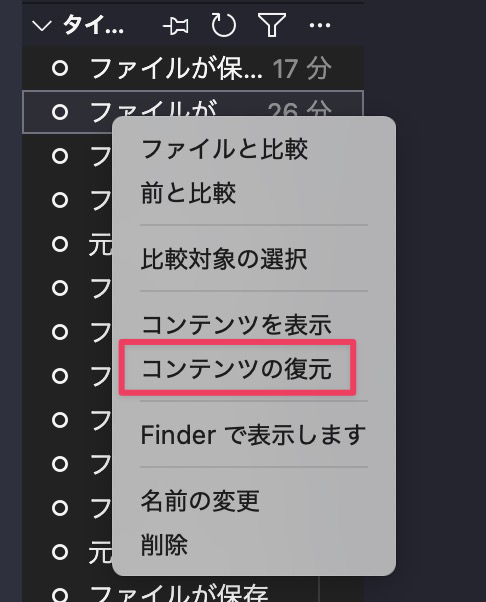 タイ... ...
ファイルが保... 17 分
ファイルが 26 分
フ
フ
元
フ
フ
フ
フ
フ
フ
元
ファイルが保存
ファイルと比較
前と比較
比較対象の選択
コンテンツを表示
コンテンツの復元
Finder で表示します
名前の変更
削除